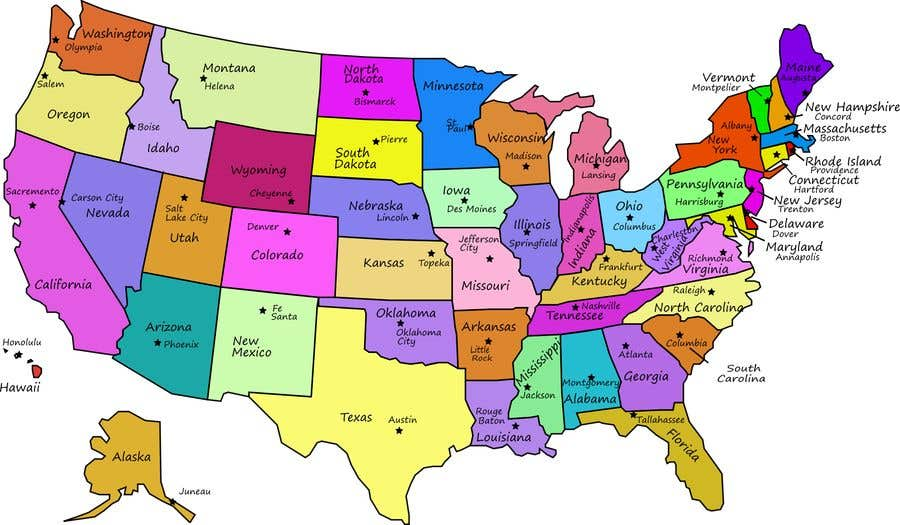 Washington
Olympia
Salem
Oregon
Boise
Idaho
Montana
Helena
North
Dakota
Bismarck
Minnesota
St.
Paul
Pierre
South
Dakota
Wyoming
Cheyenne
Wisconsin
Madison
Michigan
Lansing
Vermont
Montpelier
Maine
Augusta
New Hampshire
Concord
Massachusetts
Boston
Albany
New
York
Rhode Island
Providence
Connecticut
Hartford
New Jersey
Trenton
Delaware
Dover
Maryland
Annapolis
Pennsylvania
Harrisburg
Sacremento
California
Carson City
Nevada
Salt
Lake City
Utah
Denver
Colorado
Nebraska
Lincoln
Iowa
Des Moines
Illinois
Springfield
Indianapolis
Indiana
Ohio
Columbus
Charleston
West
Virginia
Richmond
Virginia
Kansas
Topeka
Jefferson
City
Missouri
Frankfurt
Kentucky
Raleigh
North Carolina
Nashville
Tennessee
Arizona
Phoenix
Fe
Santa
New
Mexico
Oklahoma
Oklahoma
City
Arkansas
Little
Rock
Mississippi
Jackson
Montgomery
Alabama
Atlanta
Georgia
Columbia
South
Carolina
Honolulu
Hawaii
Texas
Austin
Rouge
Baton
Louisiana
Tallahassee
Florida
Alaska
Juneau